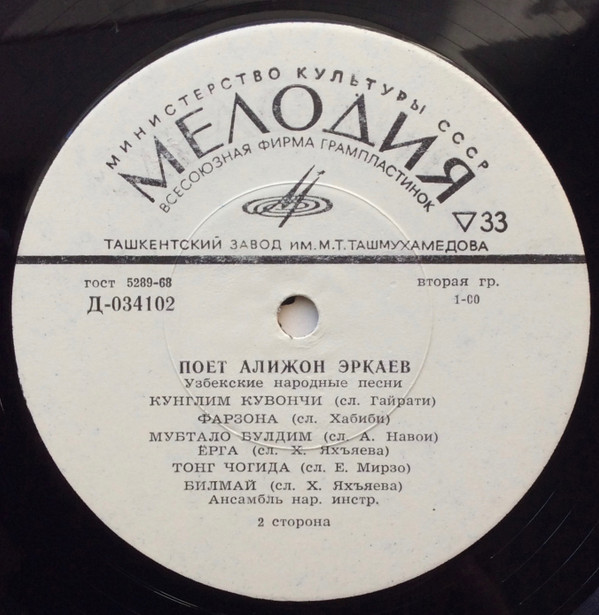 МИНИСТЕРСТВО КУЛЬТУРЫ СССР
МЕЛОДИЯ
ВСЕСОЮЗНАЯ ФИРМА ГРАМПЛАСТИНОК
33
ТАШКЕНТСКИЙ ЗАВОД ИМ. М.Т. ТАШМУХАМЕДОВА
гост 5289-68 вторая гр.
Д-034102 1-00
ПОЕТ АЛИЖОН ЭРКАЕВ
Узбекские народные песни
КУНГЛИМ КУВОНЧИ (сл. Гайрати)
ФАРЗОНА (сл. Хабиби)
МУБТАЛО БУЛДИМ (сл. А. Навои)
ЁРГА (сл. Х. Яхъяева)
ТОНГ ЧОГИДА (сл. Е. Мирзо)
БИЛМАЙ (сл. Х. Яхъяева)
Ансамбль нар. инстр.
2 сторона